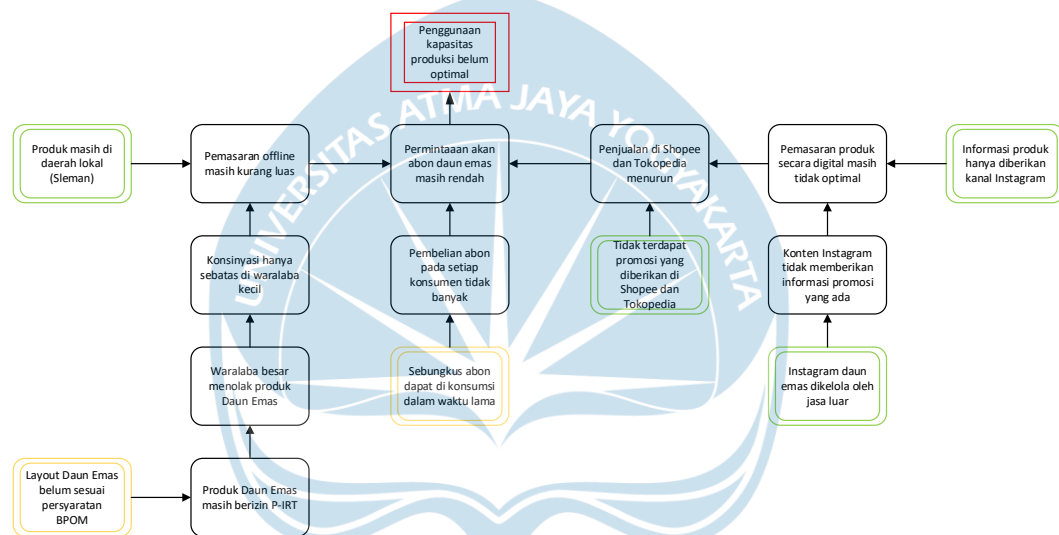 Penggunaan
kapasitas
produksi belum
optimal
UNIVERSITAS ATMA JAYA YOGYAKARTA
Produk masih di
daerah lokal
(Sleman)
Pemasaran offline
masih kurang luas
Permintaaan akan
abon daun emas
masih rendah
Penjualan di Shopee
dan Tokopedia
menurun
Pemasaran produk
secara digital masih
tidak optimal
Informasi produk
hanya diberikan
kanal Instagram
Konsinyasi hanya
sebatas di waralaba
kecil
Pembelian abon
pada setiap
konsumen tidak
banyak
Tidak terdapat
promosi yang
diberikan di
Shopee dan
Tokopedia
Konten Instagram
tidak memberikan
informasi promosi
yang ada
Waralaba besar
menolak produk
Daun Emas
Sebungkus abon
dapat di konsumsi
dalam waktu lama
Instagram daun
emas dikelola oleh
jasa luar
Layout Daun Emas
belum sesuai
persyaratan
BPOM
Produk Daun Emas
masih berizin P-IRT